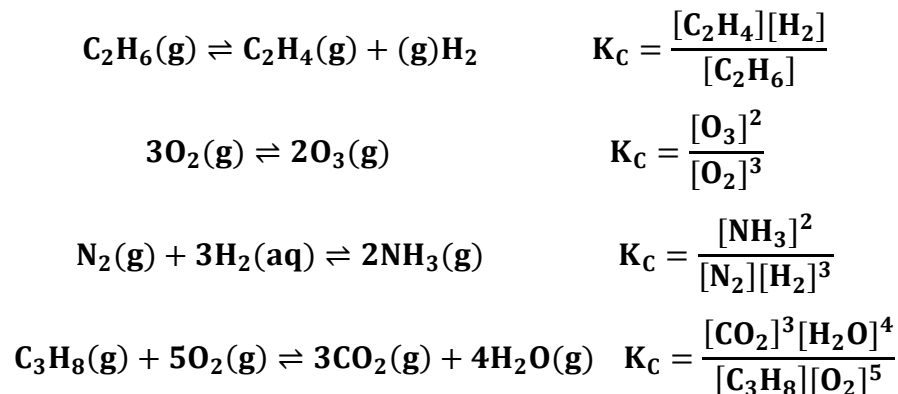 C₂H₆(g) ⇌ C₂H₄(g) + (g)H₂ K_C = [C₂H₄][H₂] / [C₂H₆]
3O₂(g) ⇌ 2O₃(g) K_C = [O₃]² / [O₂]³
N₂(g) + 3H₂(aq) ⇌ 2NH₃(g) K_C = [NH₃]² / [N₂][H₂]³
C₃H₈(g) + 5O₂(g) ⇌ 3CO₂(g) + 4H₂O(g) K_C = [CO₂]³[H₂O]⁴ / [C₃H₈][O₂]⁵